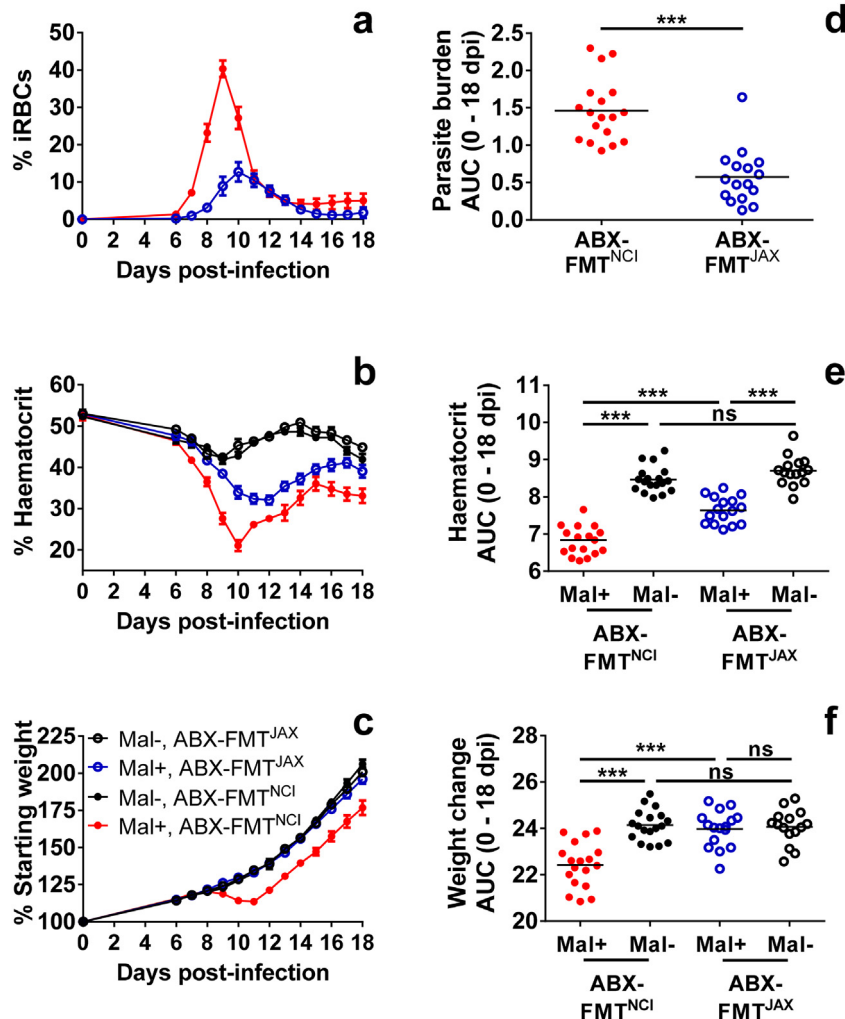 a
% iRBCs
50
40
30
20
10
0
0 2 4 6 8 10 12 14 16 18
Days post-infection
d
***
Parasite burden
AUC (0 - 18 dpi)
2.5
2.0
1.5
1.0
0.5
0.0
ABX-
FMT^NCI
ABX-
FMT^JAX
b
% Haematocrit
60
50
40
30
20
0 2 4 6 8 10 12 14 16 18
Days post-infection
e
*** ***
*** ns
Haematocrit
AUC (0 - 18 dpi)
11
10
9
8
7
6
Mal+ Mal- Mal+ Mal-
ABX-
FMT^NCI
ABX-
FMT^JAX
c
% Starting weight
225
200
175
150
125
100
Mal-, ABX-FMT^JAX
Mal+, ABX-FMT^JAX
Mal-, ABX-FMT^NCI
Mal+, ABX-FMT^NCI
0 2 4 6 8 10 12 14 16 18
Days post-infection
f
*** ns
*** ns
Weight change
AUC (0 - 18 dpi)
28
26
24
22
20
Mal+ Mal- Mal+ Mal-
ABX-
FMT^NCI
ABX-
FMT^JAX